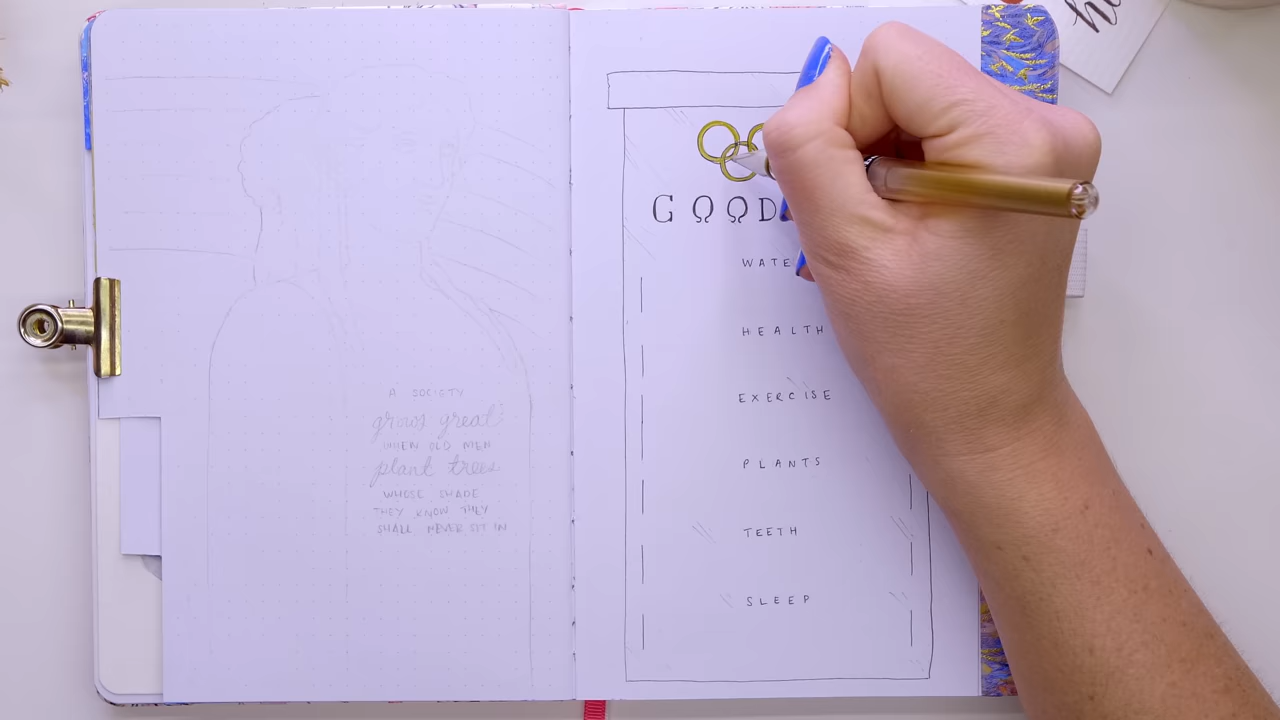 A SOCIETY
grows great
WHEN OLD MEN
plant trees
WHOSE SHADE
THEY KNOW THEY
SHALL NEVER SIT IN
GOOD
WATE
HEALTH
EXERCISE
PLANTS
TEETH
SLEEP